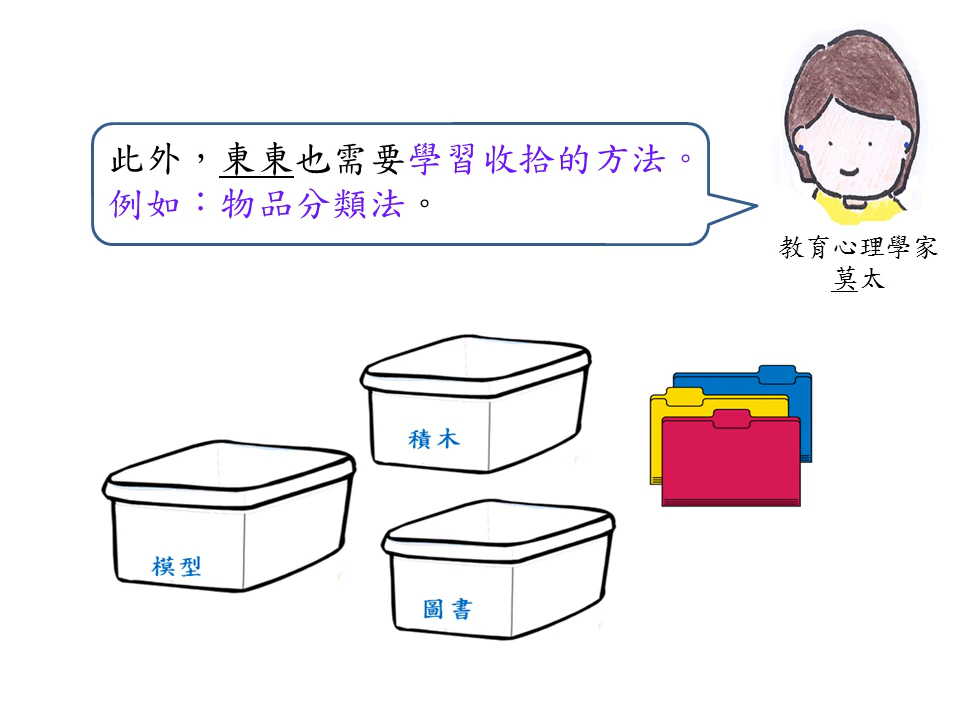 此外，東東也需要學習收拾的方法。
例如：物品分類法。
教育心理學家
莫太
積木
模型
圖書